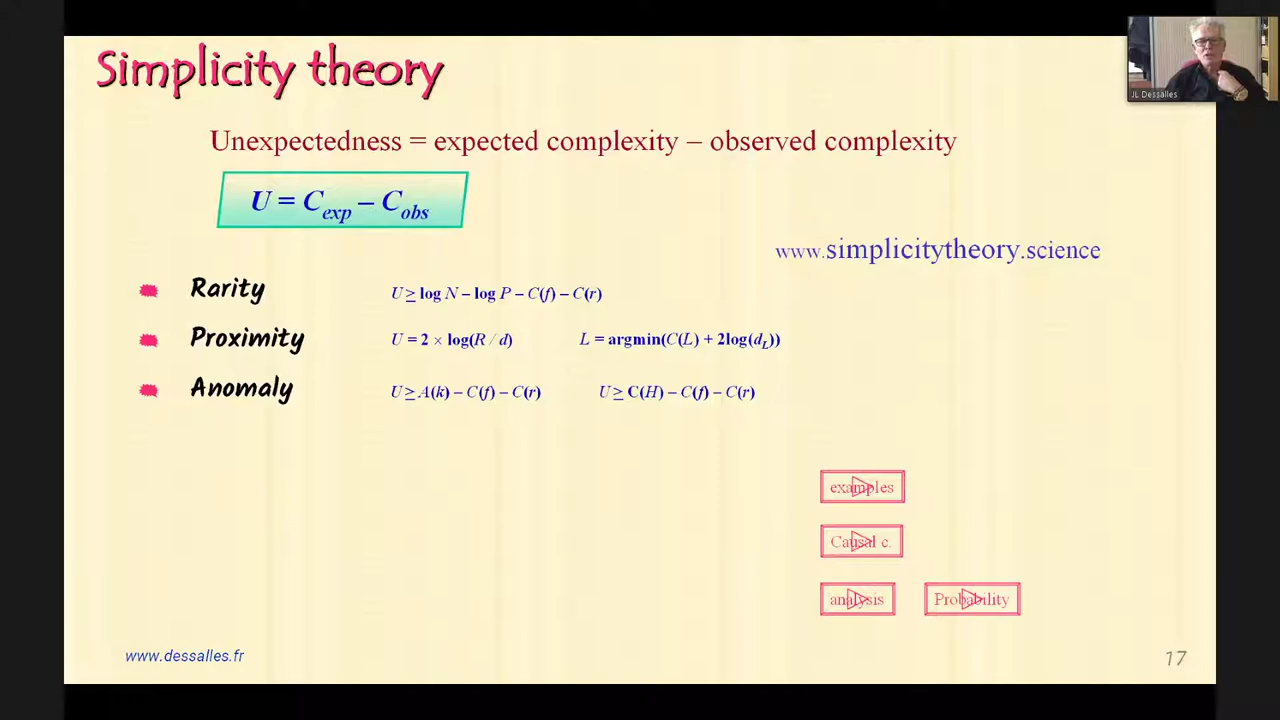 Simplicity theory
JL Dessalles
Unexpectedness = expected complexity – observed complexity
U = C_exp – C_obs
www.simplicitytheory.science
Rarity U ≥ log N – log P – C(f) – C(r)
Proximity U = 2 × log(R / d) L = argmin(C(L) + 2log(d_L))
Anomaly U ≥ A(k) – C(f) – C(r) U ≥ C(H) – C(f) – C(r)
examples
Causal c.
analysis Probability
www.dessalles.fr
17